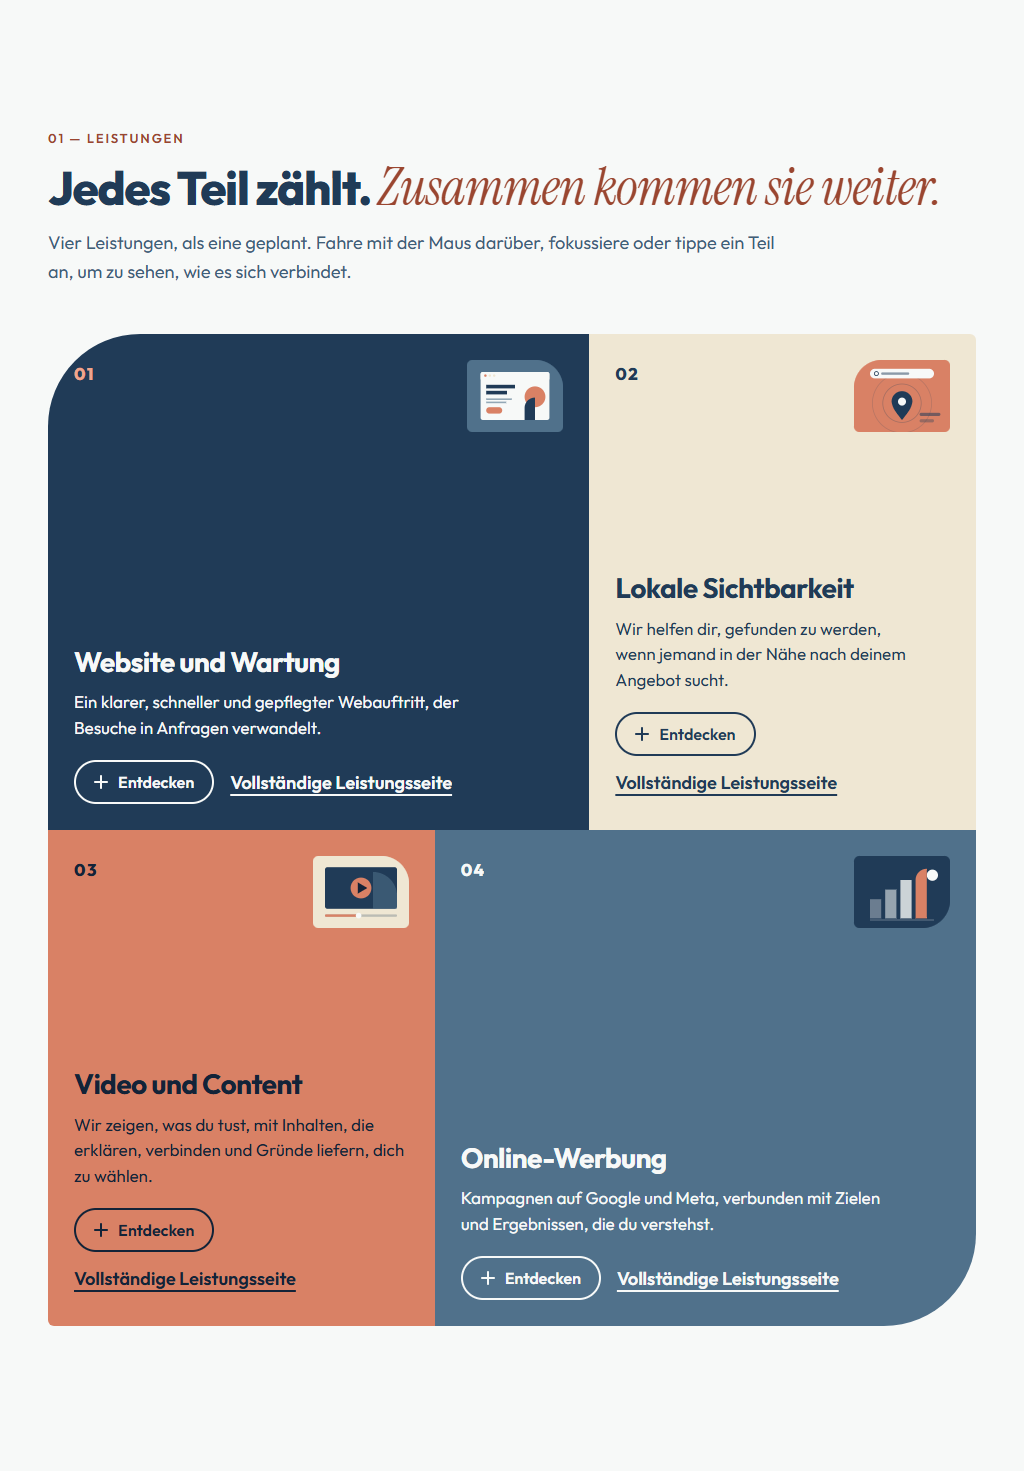 01 — LEISTUNGEN
Jedes Teil zählt. Zusammen kommen sie weiter.
Vier Leistungen, als eine geplant. Fahre mit der Maus darüber, fokussiere oder tippe ein Teil
an, um zu sehen, wie es sich verbindet.
01
Website und Wartung
Ein klarer, schneller und gepflegter Webauftritt, der
Besuche in Anfragen verwandelt.
Entdecken
Vollständige Leistungsseite
02
Lokale Sichtbarkeit
Wir helfen dir, gefunden zu werden,
wenn jemand in der Nähe nach deinem
Angebot sucht.
Entdecken
Vollständige Leistungsseite
03
Video und Content
Wir zeigen, was du tust, mit Inhalten, die
erklären, verbinden und Gründe liefern, dich
zu wählen.
Entdecken
Vollständige Leistungsseite
04
Online-Werbung
Kampagnen auf Google und Meta, verbunden mit Zielen
und Ergebnissen, die du verstehst.
Entdecken
Vollständige Leistungsseite